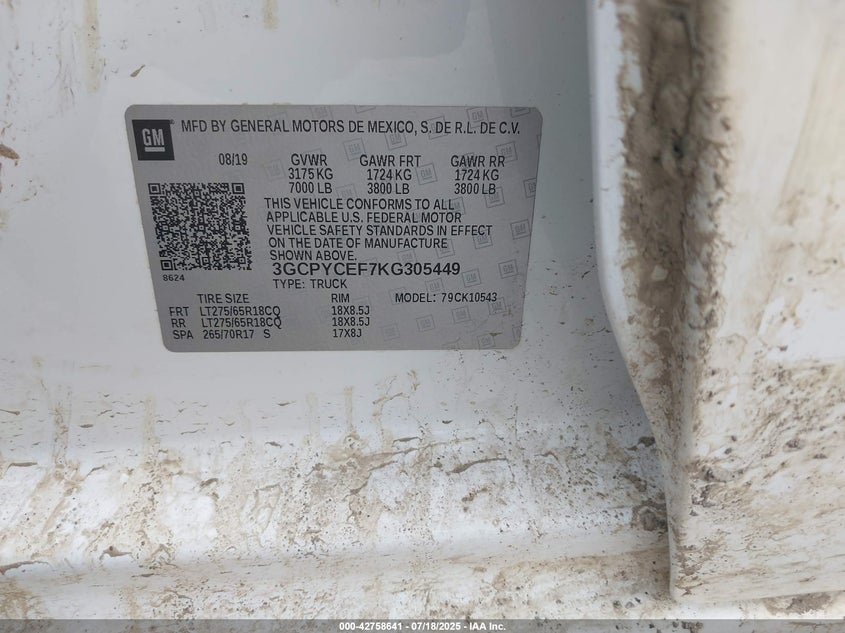 GM ® MFD BY GENERAL MOTORS DE MEXICO, S. DE R.L. DE C.V.
08/19 GVWR GAWR FRT GAWR RR
3175 KG 1724 KG 1724 KG
7000 LB 3800 LB 3800 LB
THIS VEHICLE CONFORMS TO ALL
APPLICABLE U.S. FEDERAL MOTOR
VEHICLE SAFETY STANDARDS IN EFFECT
ON THE DATE OF MANUFACTURE
SHOWN ABOVE.
8624 3GCPYCEF7KG305449
TYPE: TRUCK MODEL: 79CK10543
TIRE SIZE RIM
FRT LT275/65R18CQ 18X8.5J
RR LT275/65R18CQ 18X8.5J
SPA 265/70R17 S 17X8J
000-42758641 / 07/18/2025 - IAA Inc.